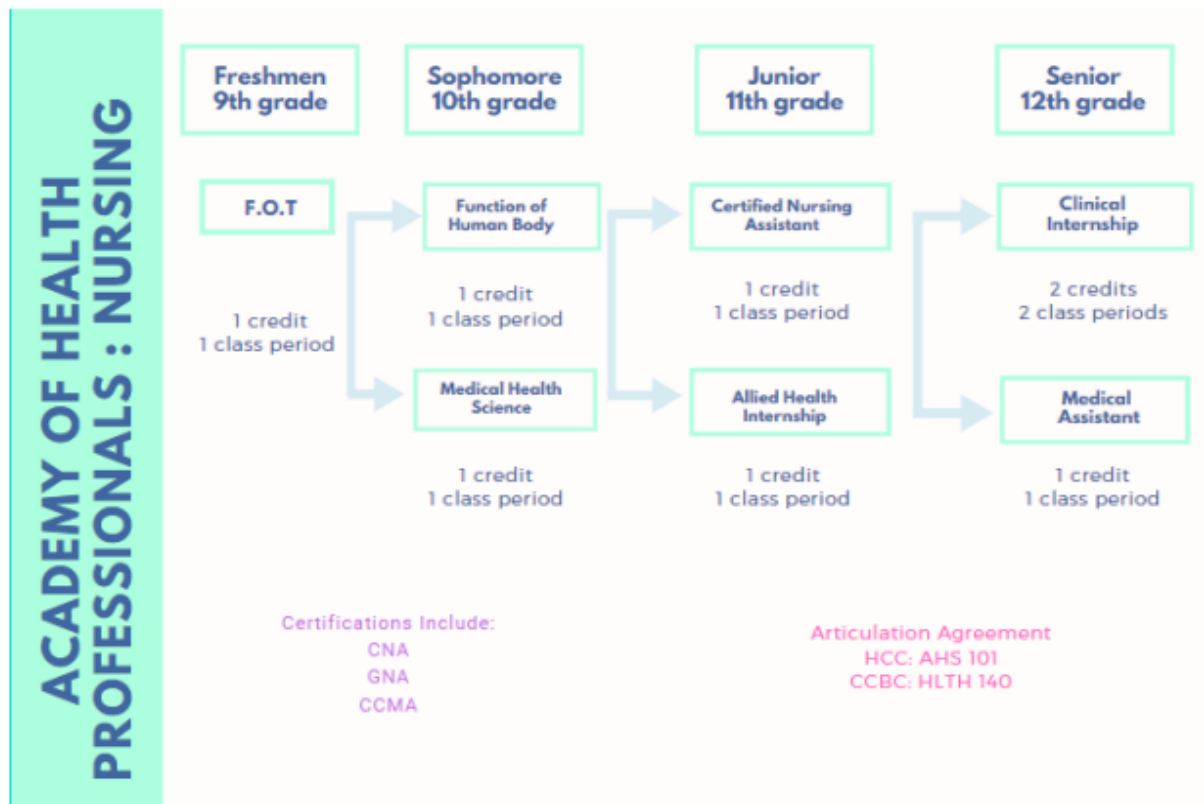 ACADEMY OF HEALTH
PROFESSIONALS : NURSING
Freshmen
9th grade
Sophomore
10th grade
Junior
11th grade
Senior
12th grade
F.O.T
1 credit
1 class period
Function of
Human Body
1 credit
1 class period
Medical Health
Science
1 credit
1 class period
Certified Nursing
Assistant
1 credit
1 class period
Allied Health
Internship
1 credit
1 class period
Clinical
Internship
2 credits
2 class periods
Medical
Assistant
1 credit
1 class period
Certifications Include:
CNA
GNA
CCMA
Articulation Agreement
HCC: AHS 101
CCBC: HLTH 140